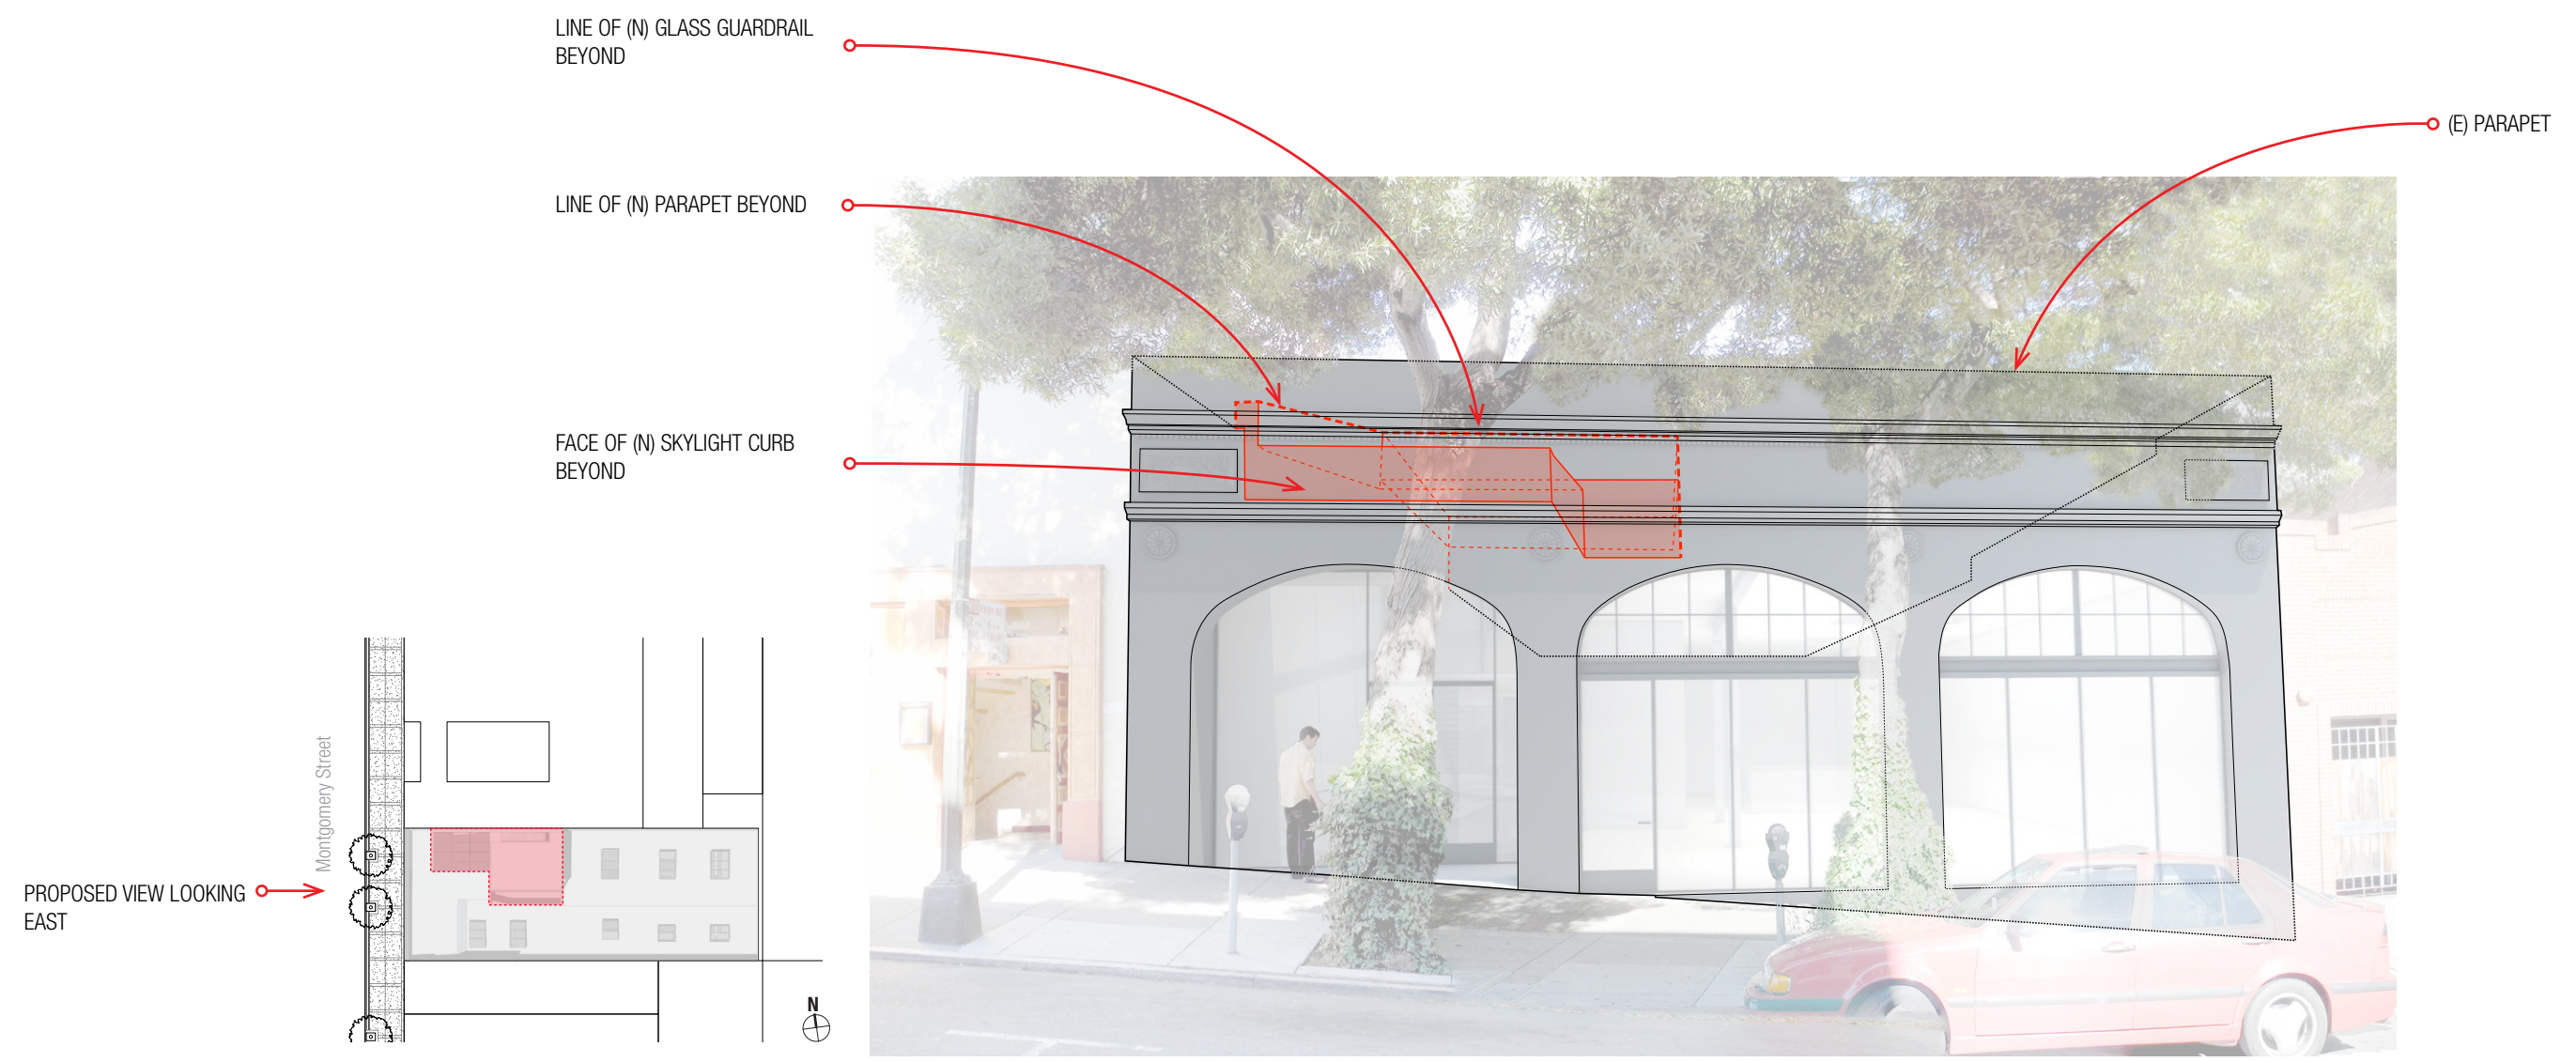 LINE OF (N) GLASS GUARDRAIL
BEYOND
(E) PARAPET
LINE OF (N) PARAPET BEYOND
FACE OF (N) SKYLIGHT CURB
BEYOND
Montgomery Street
PROPOSED VIEW LOOKING
EAST
N